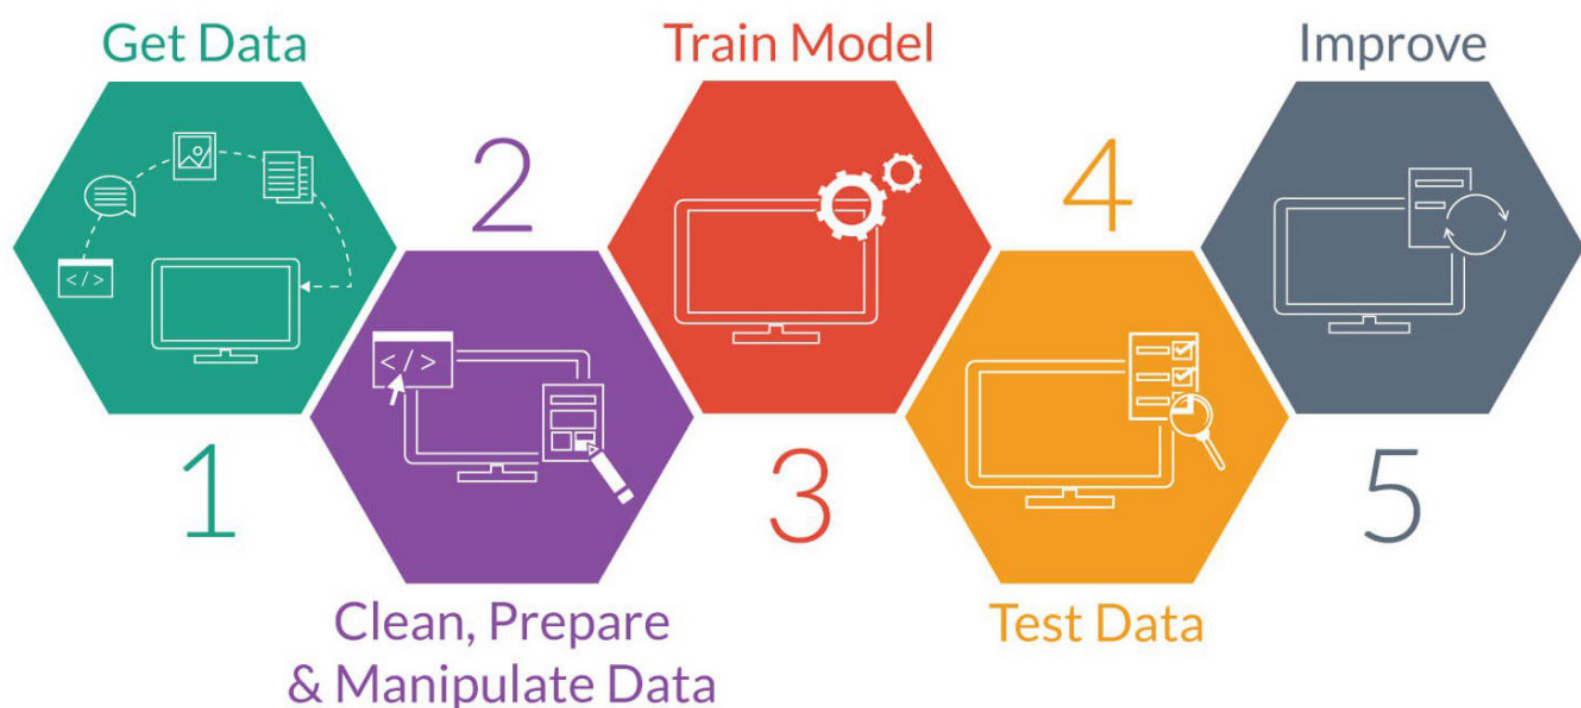 Get Data
1
2
Clean, Prepare
& Manipulate Data
Train Model
3
4
Test Data
Improve
5
</>
</>